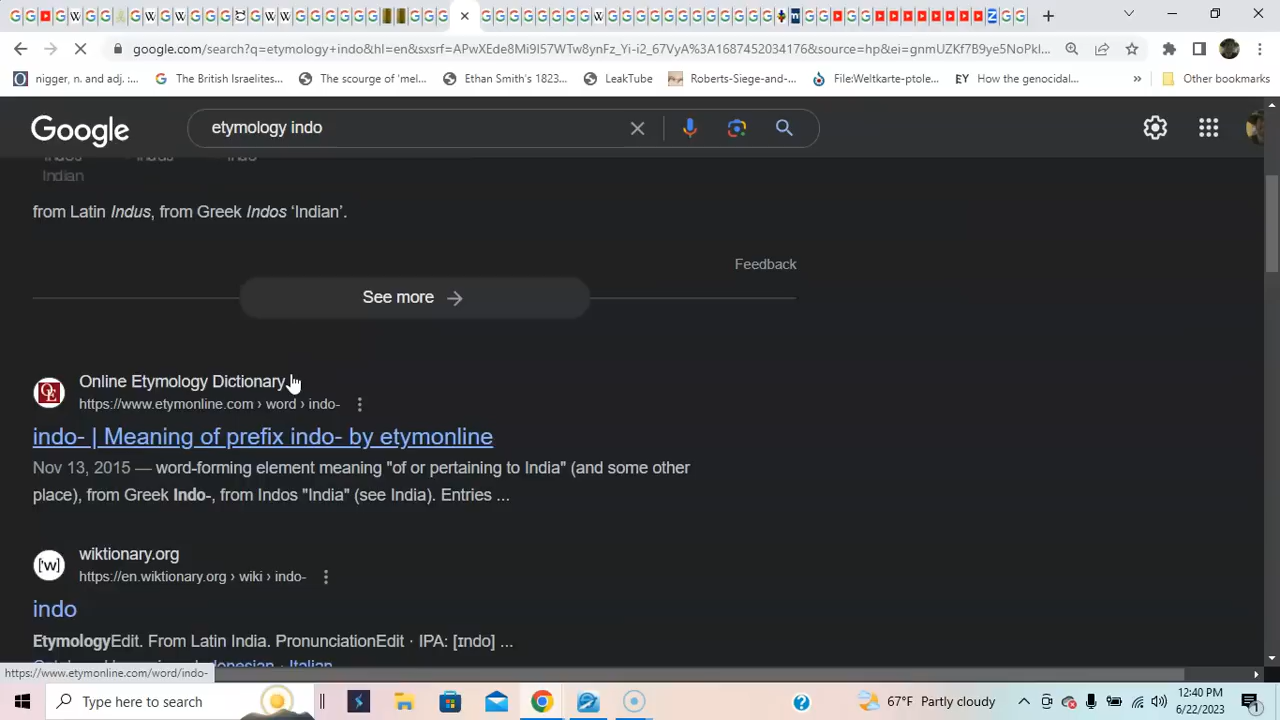 google.com/search?q=etymology+indo&hl=en&sxsrf=APwXEde8Mi9I57WTw8ynFz_Yi-i2_67VyA%3A1687452034176&source=hp&ei=gnmUZKf7B9ye5NoPkI...
nigger, n. and adj. :...
The British Israelites...
The scourge of 'mel...
Ethan Smith's 1823...
LeakTube
Roberts-Siege-and-...
File:Weltkarte-ptole...
EY How the genocidal...
» Other bookmarks
Google
etymology indo
Indian
from Latin Indus, from Greek Indos 'Indian'.
Feedback
See more →
Online Etymology Dictionary
https://www.etymonline.com › word › indo-
indo- | Meaning of prefix indo- by etymonline
Nov 13, 2015 — word-forming element meaning "of or pertaining to India" (and some other
place), from Greek Indo-, from Indos "India" (see India). Entries ...
['w]
wiktionary.org
https://en.wiktionary.org › wiki › indo-
indo
EtymologyEdit. From Latin India. PronunciationEdit · IPA: [ɪndo] ...
https://www.etymonline.com/word/indo-
Type here to search
67°F Partly cloudy
12:40 PM
6/22/2023